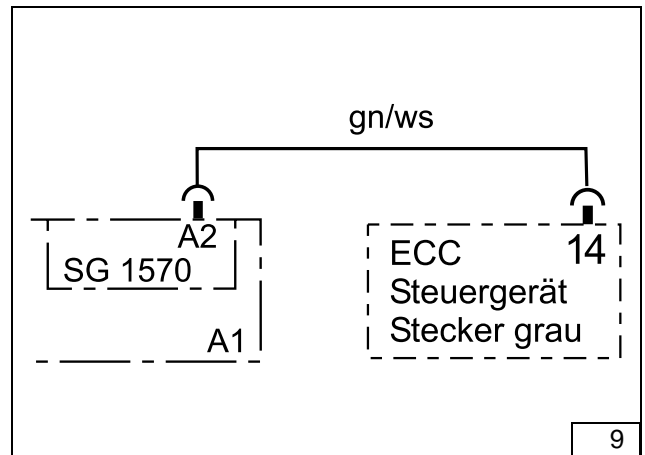 gn/ws
A2
SG 1570
A1
14
ECC
Steuergerät
Stecker grau
9